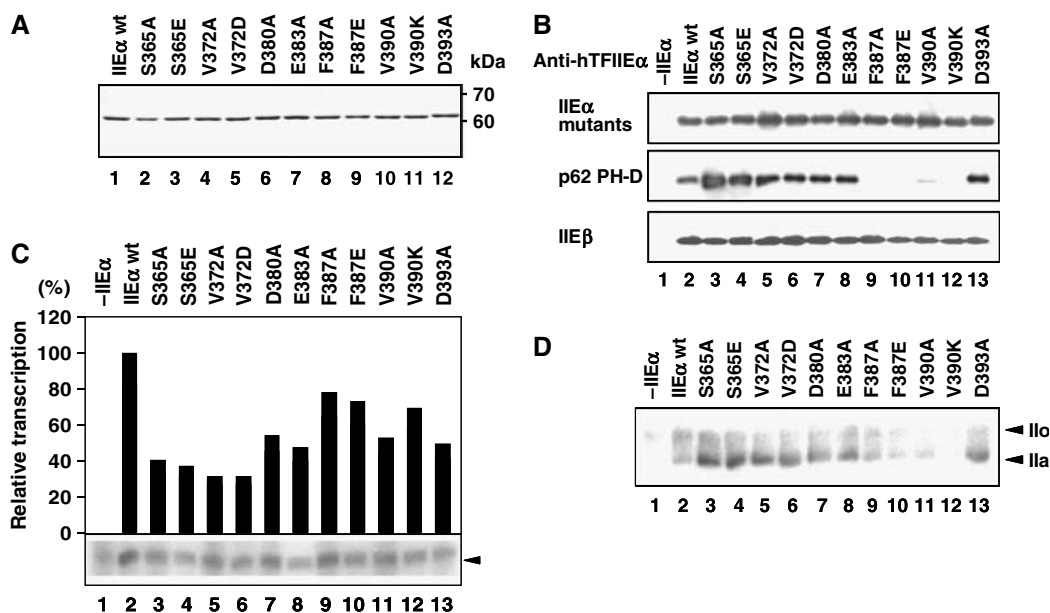 A
IIEα wt
S365A
S365E
V372A
V372D
D380A
E383A
F387A
F387E
V390A
V390K
D393A
kDa
70
60
1 2 3 4 5 6 7 8 9 10 11 12
B
Anti-hTFIIEα
–IIEα
IIEα wt
S365A
S365E
V372A
V372D
D380A
E383A
F387A
F387E
V390A
V390K
D393A
IIEα
mutants
p62 PH-D
IIEβ
1 2 3 4 5 6 7 8 9 10 11 12 13
C
(%)
–IIEα
IIEα wt
S365A
S365E
V372A
V372D
D380A
E383A
F387A
F387E
V390A
V390K
D393A
Relative transcription
120
100
80
60
40
20
0
1 2 3 4 5 6 7 8 9 10 11 12 13
D
–IIEα
IIEα wt
S365A
S365E
V372A
V372D
D380A
E383A
F387A
F387E
V390A
V390K
D393A
IIo
IIa
1 2 3 4 5 6 7 8 9 10 11 12 13